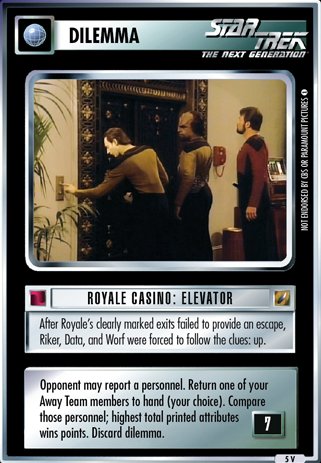 DILEMMA
STAR TREK
THE NEXT GENERATION
NOT ENDORSED BY CBS OR PARAMOUNT PICTURES
ROYALE CASINO: ELEVATOR
After Royale's clearly marked exits failed to provide an escape,
Riker, Data, and Worf were forced to follow the clues: up.
Opponent may report a personnel. Return one of your
Away Team members to hand (your choice). Compare
those personnel; highest total printed attributes
wins points. Discard dilemma.
7
5 V